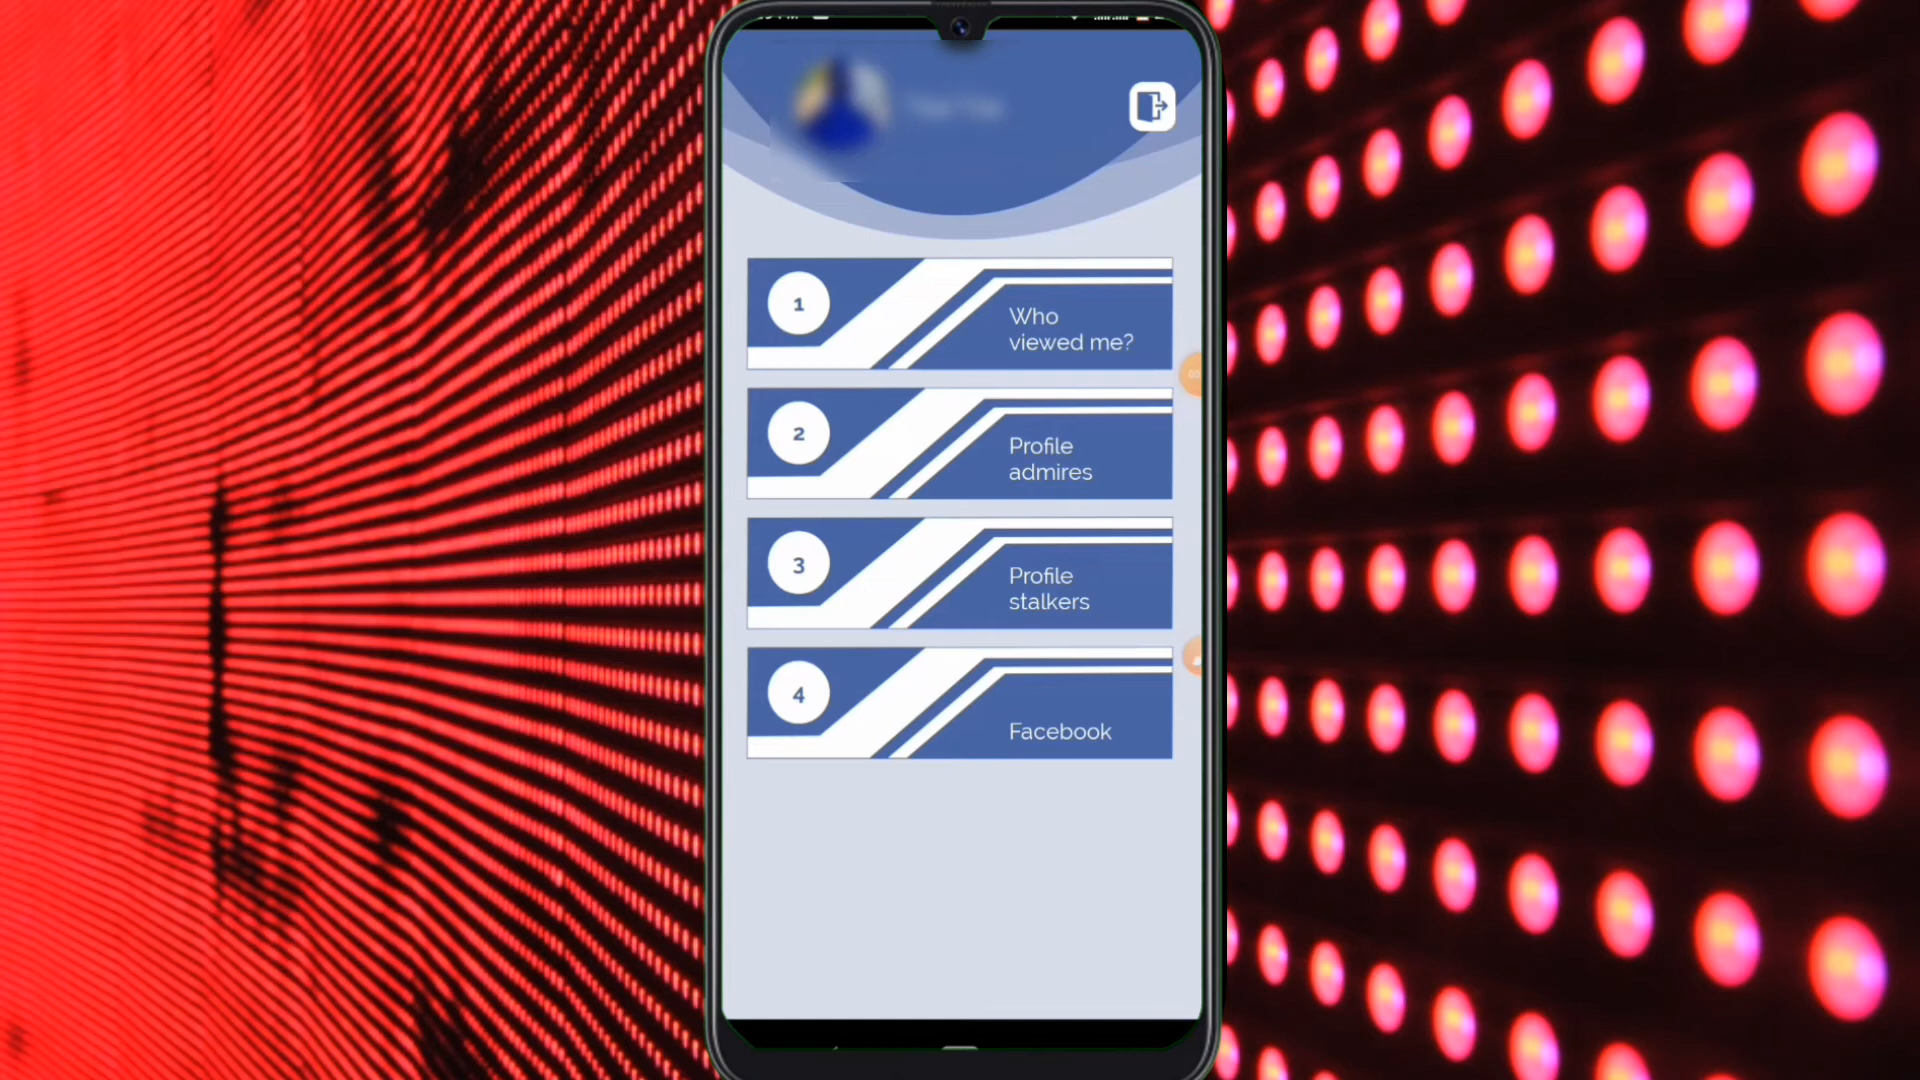 1
Who
viewed me?
2
Profile
admires
3
Profile
stalkers
4
Facebook